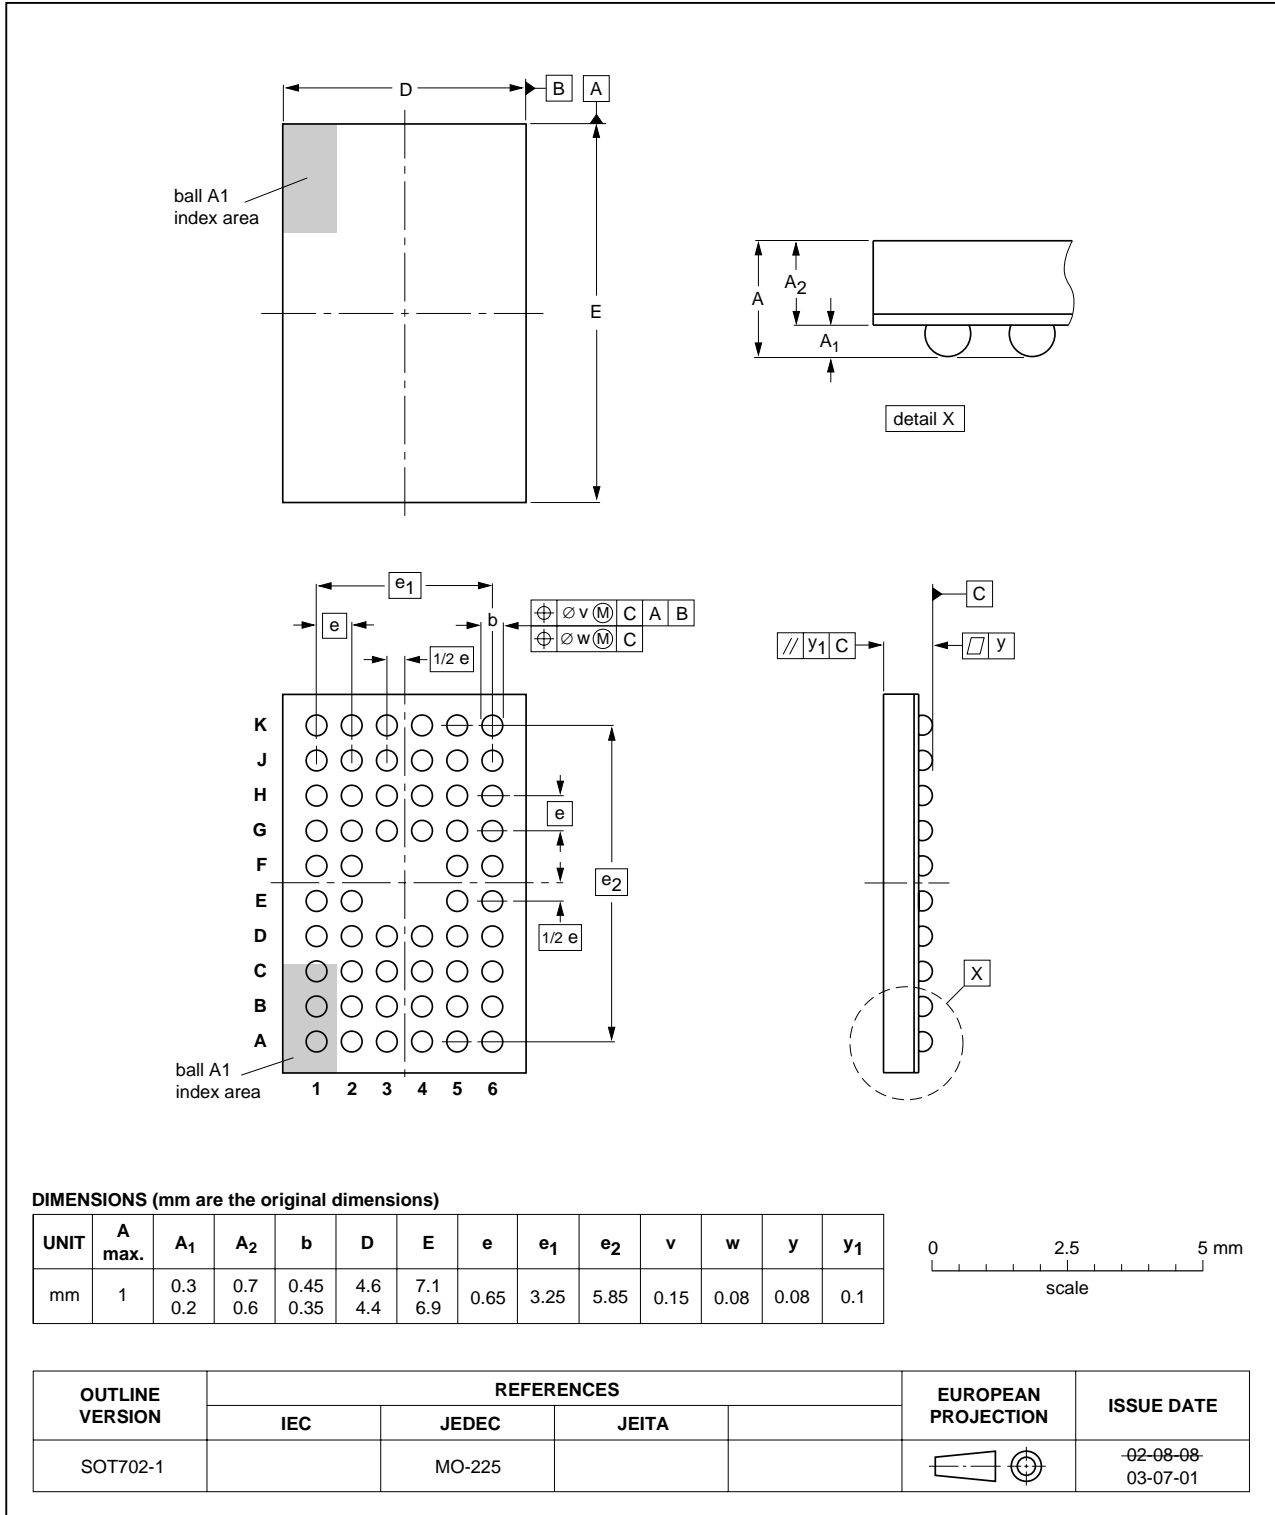 D
B
A
ball A1
index area
E
A
A2
A1
detail X
e1
e
b
⌖ ∅ v Ⓜ C A B
⌖ ∅ w Ⓜ C
1/2 e
C
// y1 C
▱ y
K
J
H
G
F
E
D
C
B
A
e
e2
1/2 e
X
ball A1
index area
1 2 3 4 5 6
DIMENSIONS (mm are the original dimensions)
UNIT A max. A1 A2 b D E e e1 e2 v w y y1
mm 1 0.3 0.7 0.45 4.6 7.1 0.65 3.25 5.85 0.15 0.08 0.08 0.1
0.2 0.6 0.35 4.4 6.9
0 2.5 5 mm
scale
OUTLINE VERSION REFERENCES EUROPEAN PROJECTION ISSUE DATE
IEC JEDEC JEITA
SOT702-1 MO-225 02-08-08
03-07-01